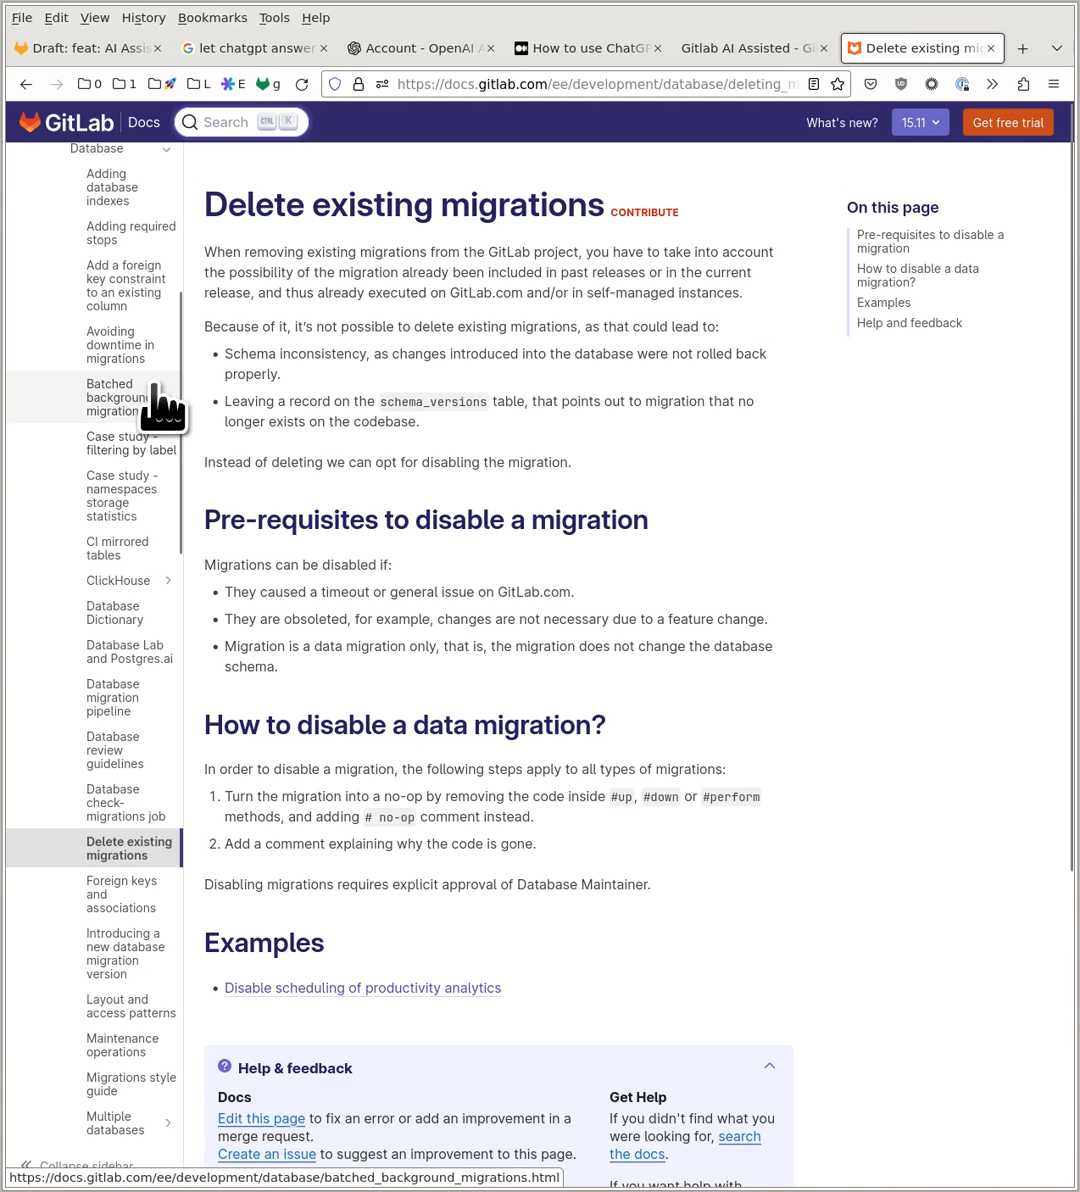 File Edit View History Bookmarks Tools Help
Draft: feat: AI Assis × let chatgpt answer × Account - OpenAI A × How to use ChatGP × Gitlab AI Assisted - Gi × Delete existing mic ×
0 1 L E g https://docs.gitlab.com/ee/development/database/deleting_m
GitLab Docs Search CTRL K What's new? 15.11 Get free trial
Database
Adding
database
indexes
Adding required
stops
Add a foreign
key constraint
to an existing
column
Avoiding
downtime in
migrations
Batched
background
migration
Case study -
filtering by label
Case study -
namespaces
storage
statistics
CI mirrored
tables
ClickHouse
Database
Dictionary
Database Lab
and Postgres.ai
Database
migration
pipeline
Database
review
guidelines
Database
check-
migrations job
Delete existing
migrations
Foreign keys
and
associations
Introducing a
new database
migration
version
Layout and
access patterns
Maintenance
operations
Migrations style
guide
Multiple
databases
Collapse sidebar
Delete existing migrations CONTRIBUTE
When removing existing migrations from the GitLab project, you have to take into account
the possibility of the migration already been included in past releases or in the current
release, and thus already executed on GitLab.com and/or in self-managed instances.
Because of it, it's not possible to delete existing migrations, as that could lead to:
• Schema inconsistency, as changes introduced into the database were not rolled back
properly.
• Leaving a record on the schema_versions table, that points out to migration that no
longer exists on the codebase.
Instead of deleting we can opt for disabling the migration.
Pre-requisites to disable a migration
Migrations can be disabled if:
• They caused a timeout or general issue on GitLab.com.
• They are obsoleted, for example, changes are not necessary due to a feature change.
• Migration is a data migration only, that is, the migration does not change the database
schema.
How to disable a data migration?
In order to disable a migration, the following steps apply to all types of migrations:
1. Turn the migration into a no-op by removing the code inside #up, #down or #perform
methods, and adding # no-op comment instead.
2. Add a comment explaining why the code is gone.
Disabling migrations requires explicit approval of Database Maintainer.
Examples
• Disable scheduling of productivity analytics
Help & feedback
Docs
Edit this page to fix an error or add an improvement in a
merge request.
Create an issue to suggest an improvement to this page.
Get Help
If you didn't find what you
were looking for, search
the docs.
If you want help with
On this page
Pre-requisites to disable a
migration
How to disable a data
migration?
Examples
Help and feedback
https://docs.gitlab.com/ee/development/database/batched_background_migrations.html